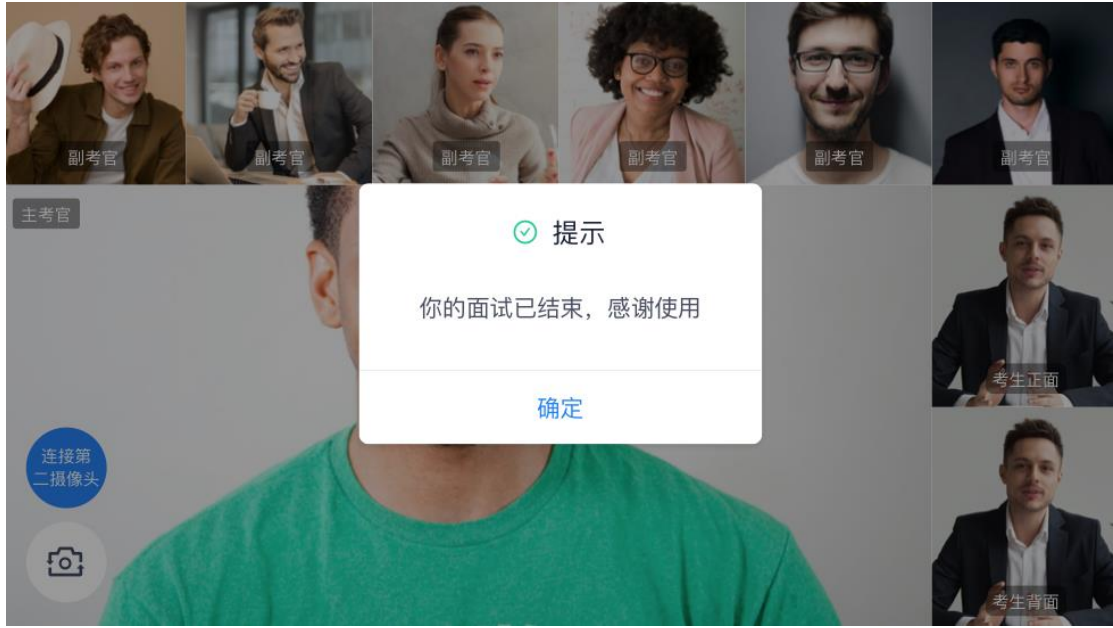 副考官
副考官
副考官
副考官
副考官
副考官
主考官
提示
你的面试已结束，感谢使用
考生正面
确定
连接第
二摄像头
考生背面